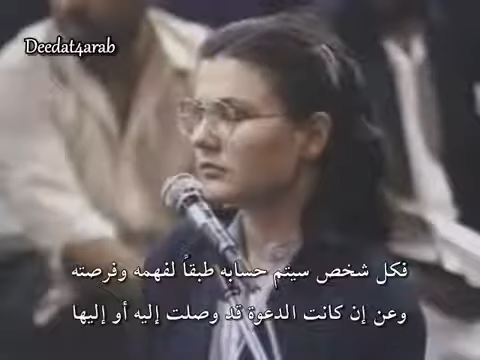 Deedat4arab
فكل شخص سيتم حسابه طبقاً لفهمه وفرصته
وعن إن كانت الدعوة قد وصلت إليه أو إليها